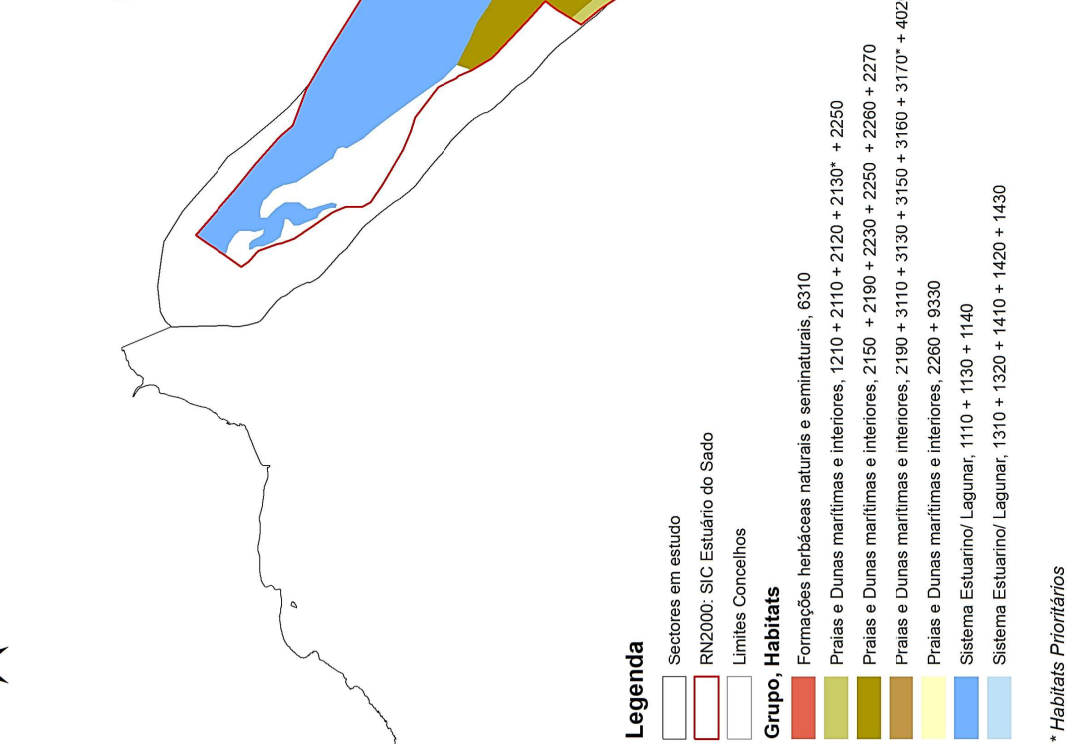 Legenda
Sectores em estudo
RN2000: SIC Estuário do Sado
Limites Concelhos
Grupo, Habitats
Formações herbáceas naturais e seminaturais, 6310
Praias e Dunas marítimas e interiores, 1210 + 2110 + 2120 + 2130* + 2250
Praias e Dunas marítimas e interiores, 2150 + 2190 + 2230 + 2250 + 2260 + 2270
Praias e Dunas marítimas e interiores, 2190 + 3110 + 3130 + 3150 + 3160 + 3170* + 402
Praias e Dunas marítimas e interiores, 2260 + 9330
Sistema Estuarino/ Lagunar, 1110 + 1130 + 1140
Sistema Estuarino/ Lagunar, 1310 + 1320 + 1410 + 1420 + 1430
* Habitats Prioritários